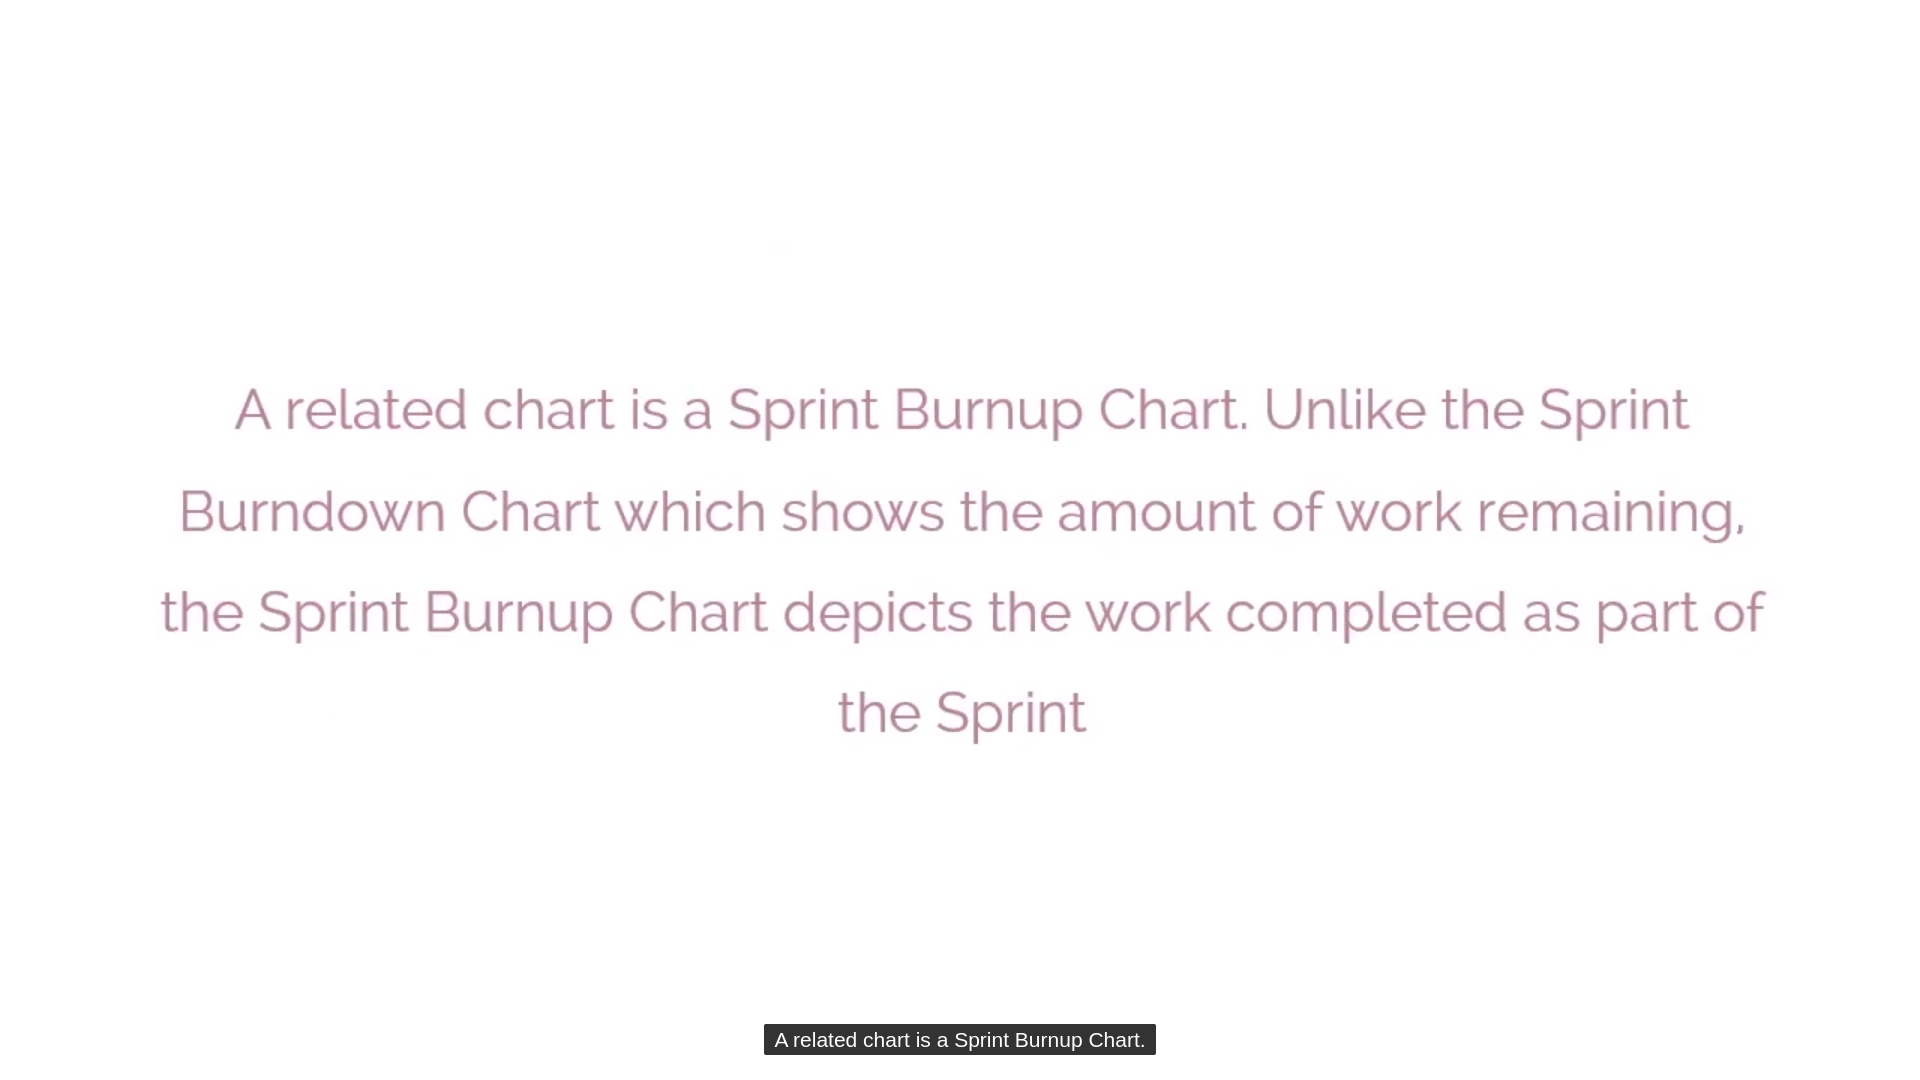 A related chart is a Sprint Burnup Chart. Unlike the Sprint
Burndown Chart which shows the amount of work remaining,
the Sprint Burnup Chart depicts the work completed as part of
the Sprint
A related chart is a Sprint Burnup Chart.